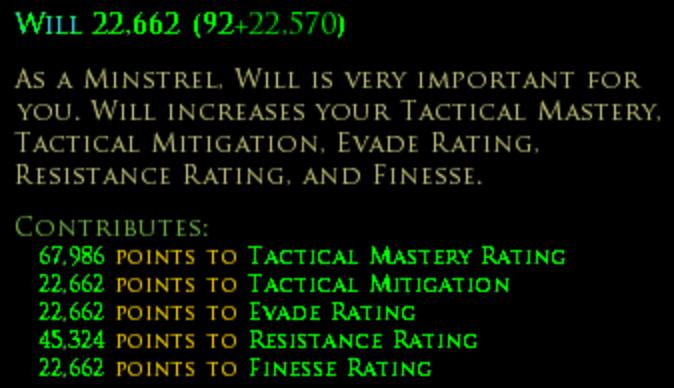 Will 22,662 (92+22,570)
As a Minstrel, Will is very important for
you. Will increases your Tactical Mastery,
Tactical Mitigation, Evade Rating,
Resistance Rating, and Finesse.
Contributes:
67,986 points to Tactical Mastery Rating
22,662 points to Tactical Mitigation
22,662 points to Evade Rating
45,324 points to Resistance Rating
22,662 points to Finesse Rating